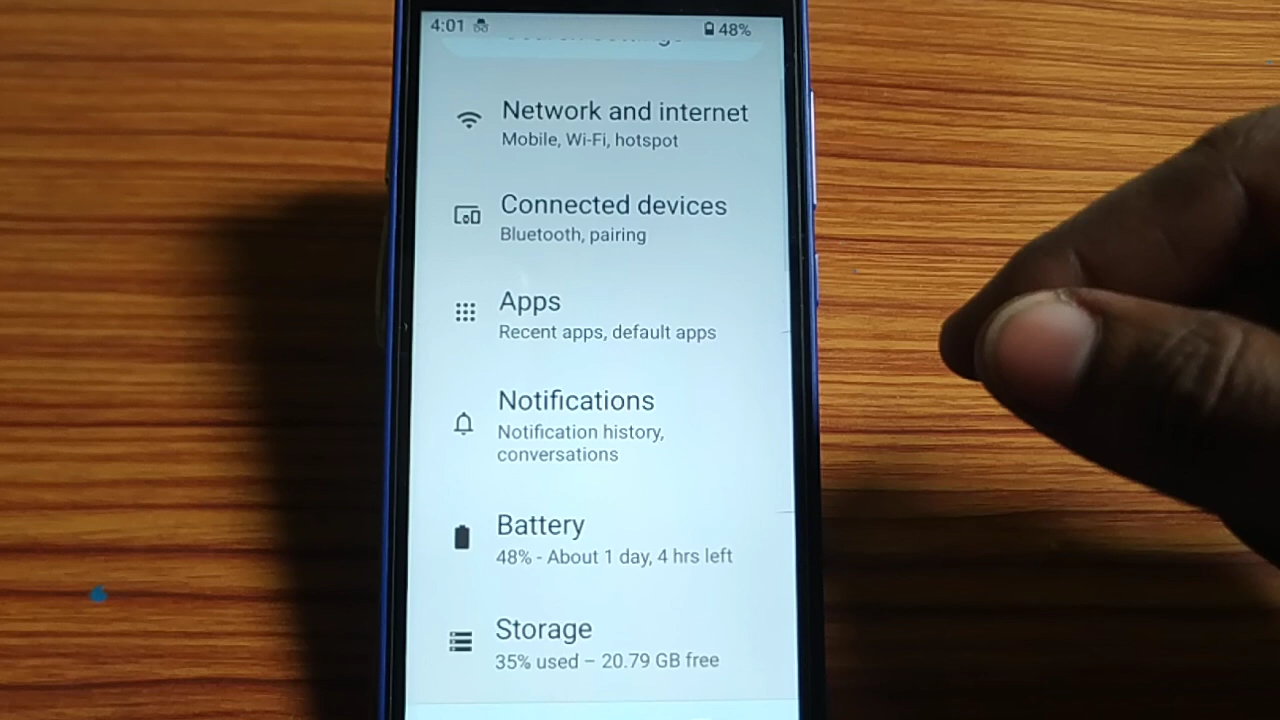 4:01 48%
Network and internet
Mobile, Wi-Fi, hotspot
Connected devices
Bluetooth, pairing
Apps
Recent apps, default apps
Notifications
Notification history,
conversations
Battery
48% - About 1 day, 4 hrs left
Storage
35% used – 20.79 GB free